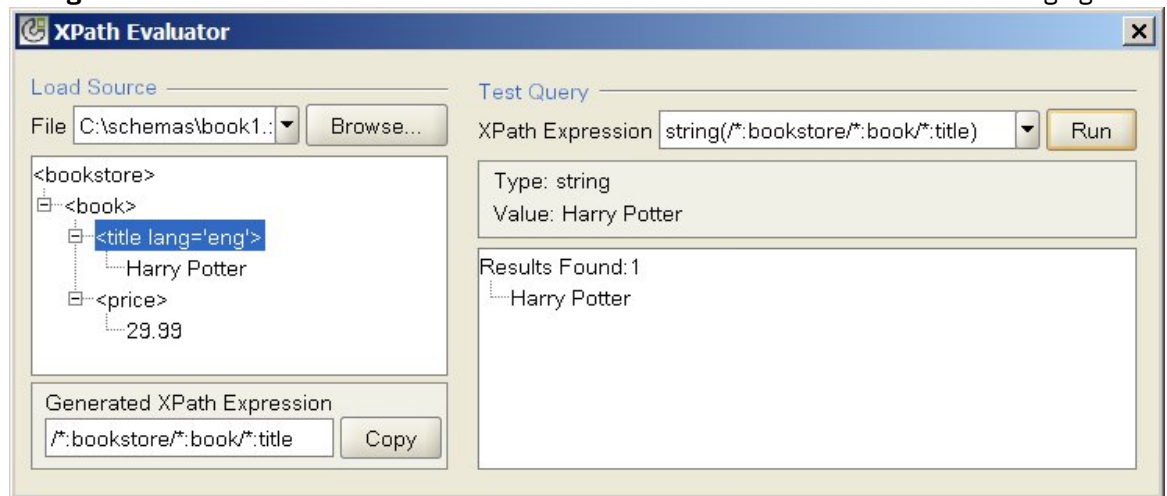 XPath Evaluator
Load Source
File C:\schemas\book1.: Browse...
<bookstore>
<book>
<title lang='eng'>
Harry Potter
<price>
29.99
Generated XPath Expression
/*:bookstore/*:book/*:title Copy
Test Query
XPath Expression string(/*:bookstore/*:book/*:title) Run
Type: string
Value: Harry Potter
Results Found:1
Harry Potter